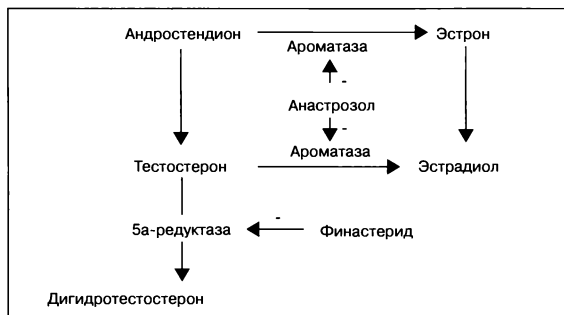 Андростендион Эстрон
Ароматаза
-
Анастрозол
-
Ароматаза
Тестостерон Эстрадиол
-
5а-редуктаза Финастерид
Дигидротестостерон